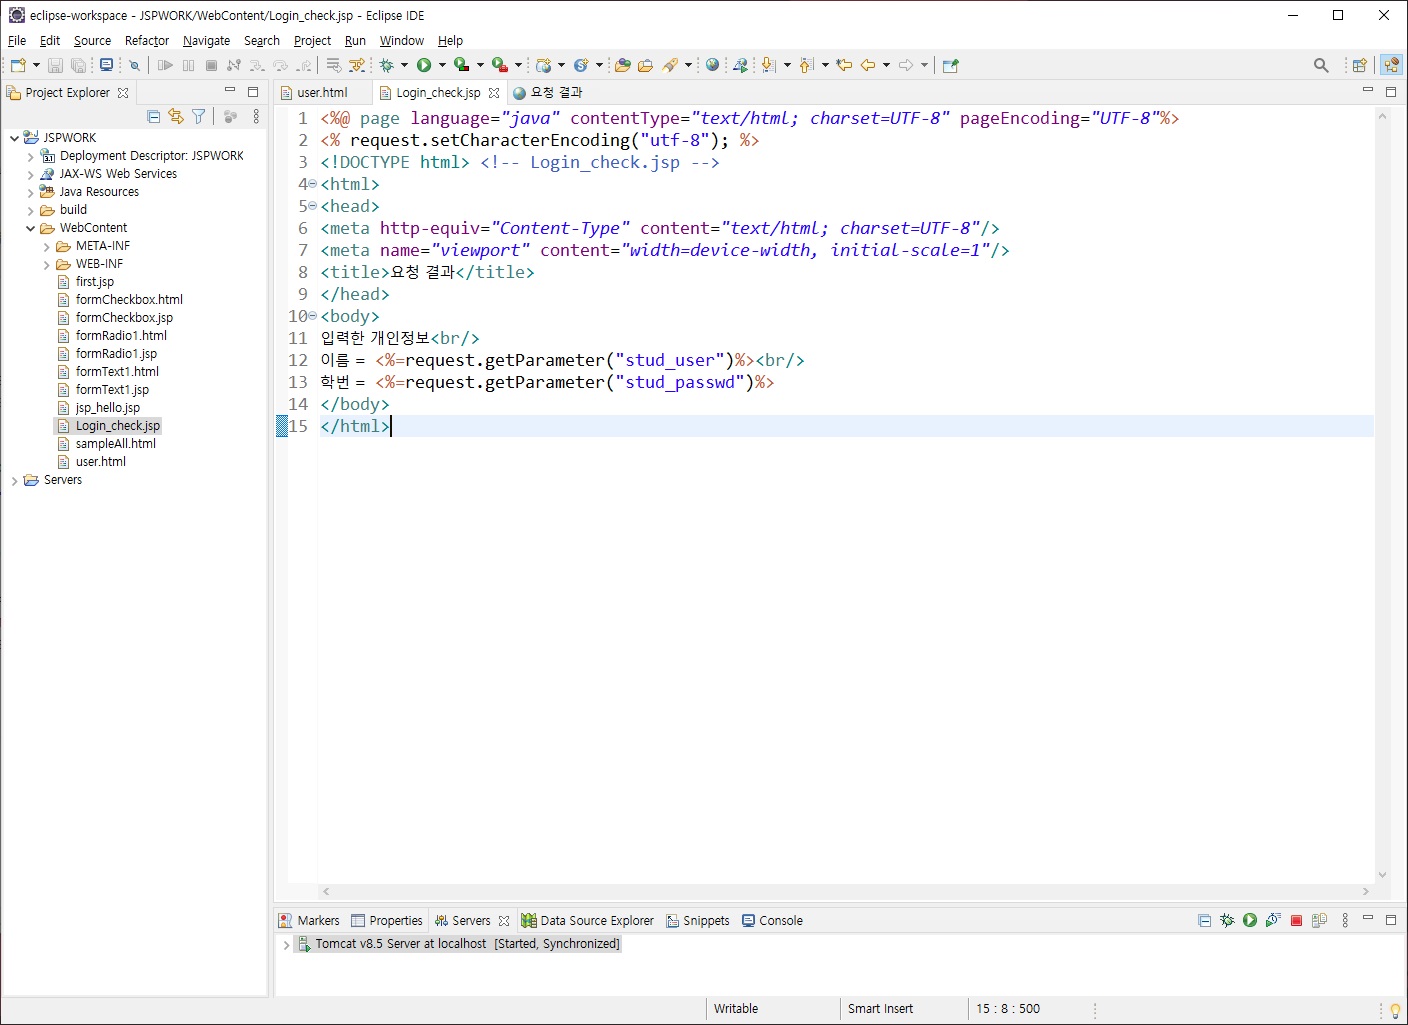 eclipse-workspace - JSPWORK/WebContent/Login_check.jsp - Eclipse IDE
File Edit Source Refactor Navigate Search Project Run Window Help
Project Explorer
user.html Login_check.jsp 요청 결과
JSPWORK
Deployment Descriptor: JSPWORK
JAX-WS Web Services
Java Resources
build
WebContent
META-INF
WEB-INF
first.jsp
formCheckbox.html
formCheckbox.jsp
formRadio1.html
formRadio1.jsp
formText1.html
formText1.jsp
jsp_hello.jsp
Login_check.jsp
sampleAll.html
user.html
Servers
1 <%@ page language="java" contentType="text/html; charset=UTF-8" pageEncoding="UTF-8"%>
2 <% request.setCharacterEncoding("utf-8"); %>
3 <!DOCTYPE html> <!-- Login_check.jsp -->
4 <html>
5 <head>
6 <meta http-equiv="Content-Type" content="text/html; charset=UTF-8"/>
7 <meta name="viewport" content="width=device-width, initial-scale=1"/>
8 <title>요청 결과</title>
9 </head>
10 <body>
11 입력한 개인정보<br/>
12 이름 = <%=request.getParameter("stud_user")%><br/>
13 학번 = <%=request.getParameter("stud_passwd")%>
14 </body>
15 </html>
Markers Properties Servers Data Source Explorer Snippets Console
Tomcat v8.5 Server at localhost [Started, Synchronized]
Writable Smart Insert 15 : 8 : 500